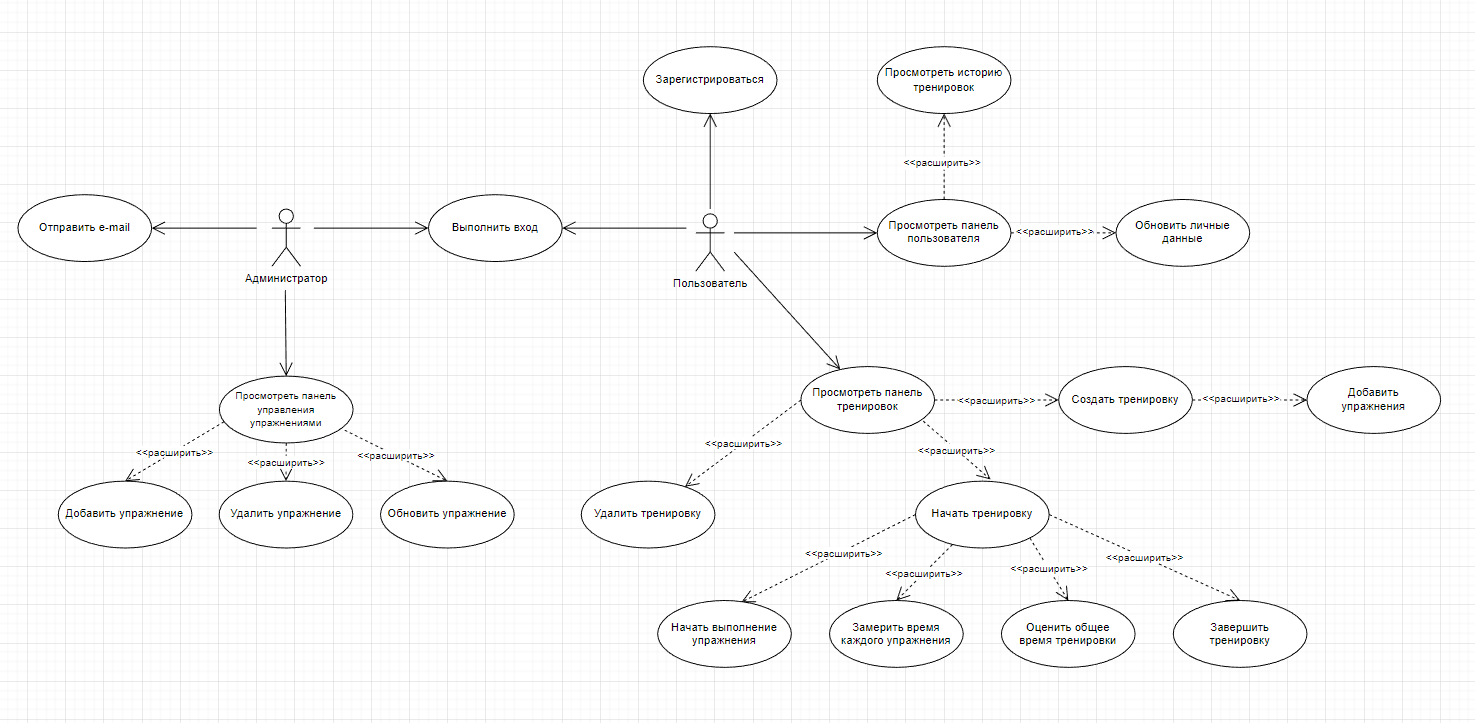 Зарегистрироваться
Просмотреть историю
тренировок
<<расширить>>
Отправить e-mail
Выполнить вход
Просмотреть панель
пользователя
<<расширить>>
Обновить личные
данные
Администратор
Пользователь
Просмотреть панель
управления
упражнениями
Просмотреть панель
тренировок
<<расширить>>
Создать тренировку
<<расширить>>
Добавить
упражнения
<<расширить>>
<<расширить>>
<<расширить>>
<<расширить>>
<<расширить>>
Добавить упражнение
Удалить упражнение
Обновить упражнение
Удалить тренировку
Начать тренировку
<<расширить>>
<<расширить>>
<<расширить>>
<<расширить>>
Начать выполнение
упражнения
Замерить время
каждого упражнения
Оценить общее
время тренировки
Завершить
тренировку